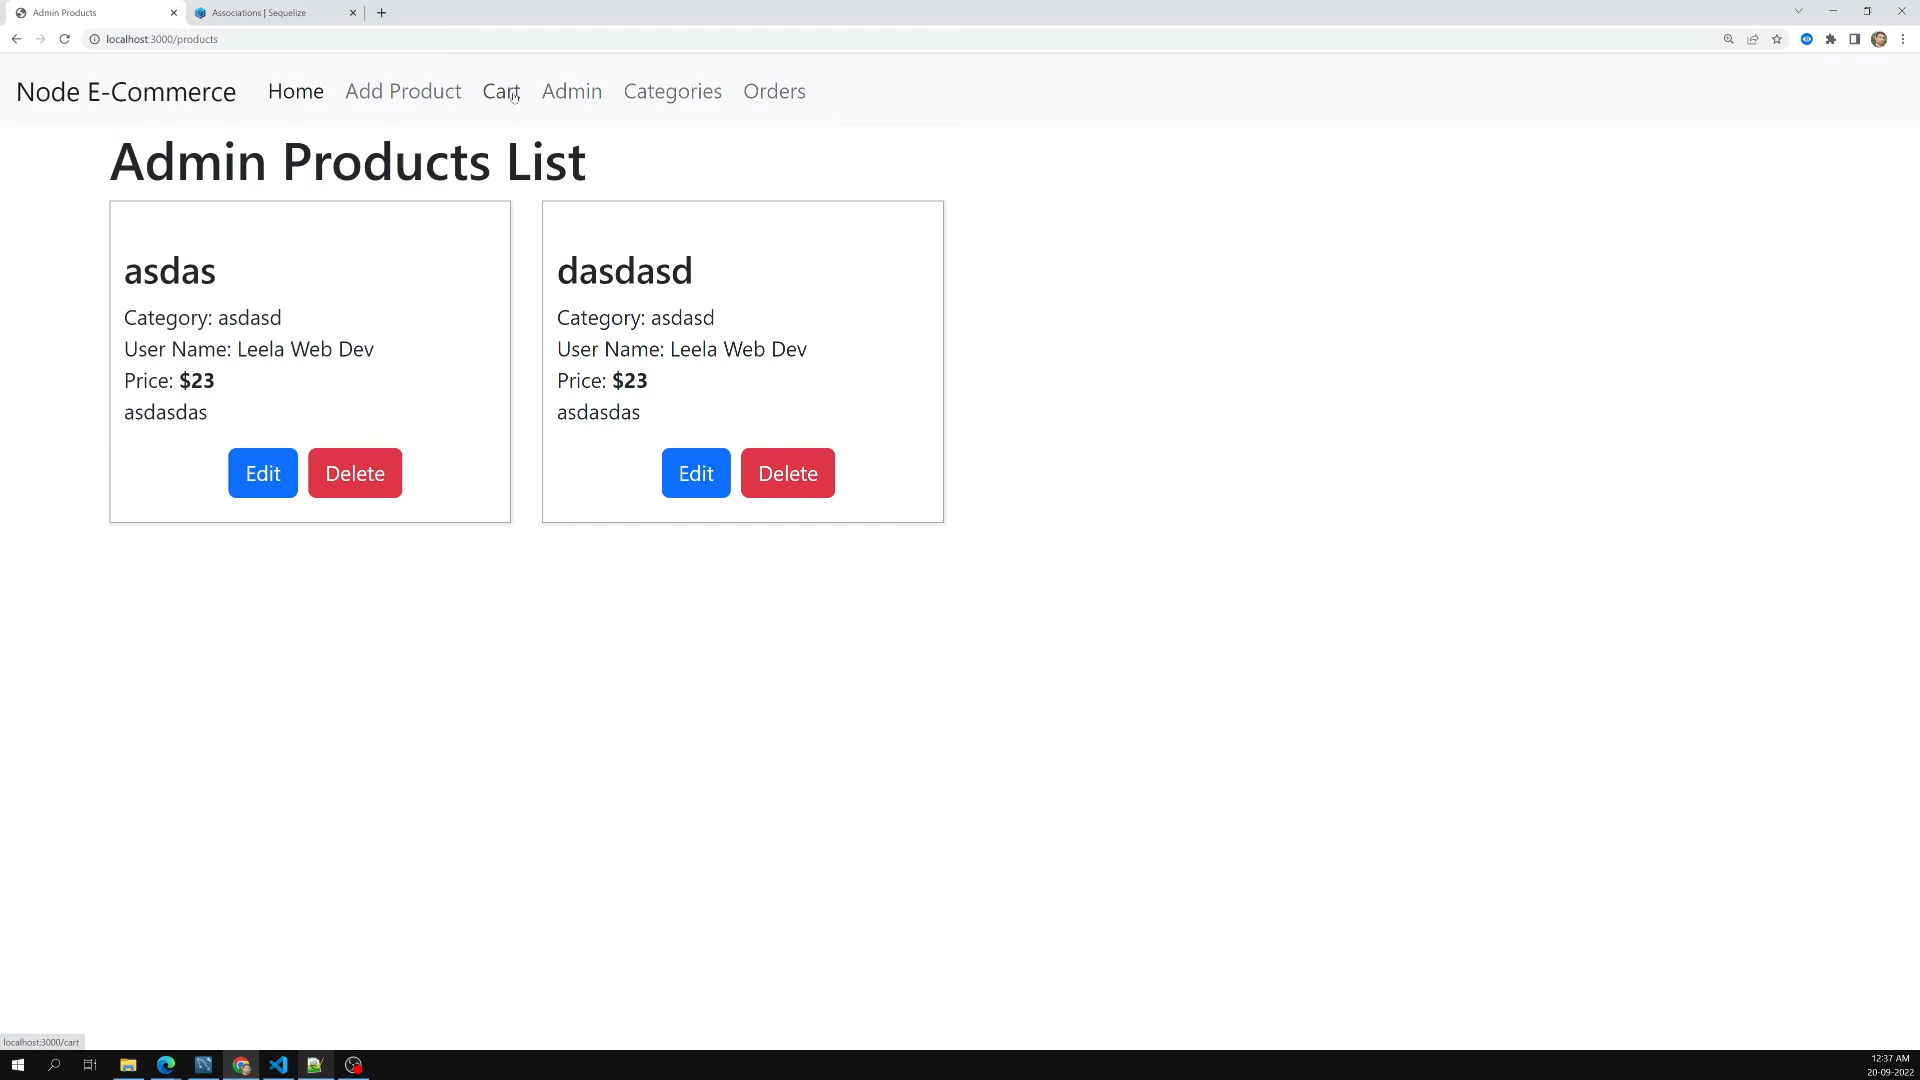 Admin Products
Associations | Sequelize
localhost:3000/products
Node E-Commerce Home Add Product Cart Admin Categories Orders
Admin Products List
asdas
Category: asdasd
User Name: Leela Web Dev
Price: $23
asdasdas
Edit Delete
dasdasd
Category: asdasd
User Name: Leela Web Dev
Price: $23
asdasdas
Edit Delete
localhost:3000/cart
12:37 AM
20-09-2022